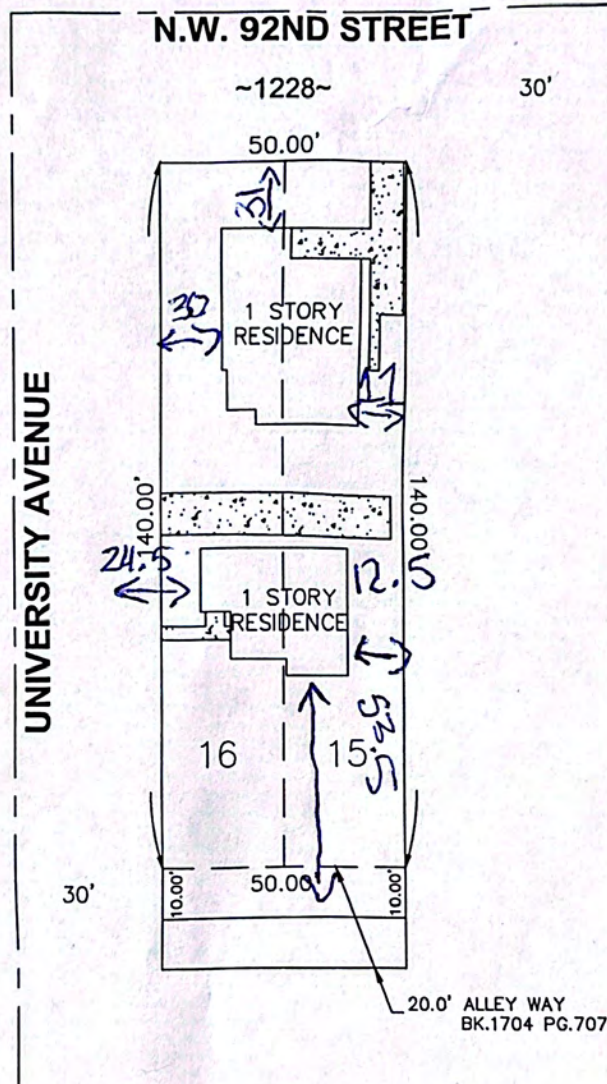 N.W. 92ND STREET
~1228~
30'
50.00'
31
30
1 STORY
RESIDENCE
UNIVERSITY AVENUE
140.00'
140.00'
24.5
1 STORY
RESIDENCE
12.5
53.5
16
15
30'
10.00'
50.00'
10.00'
20.0' ALLEY WAY
BK.1704 PG.707